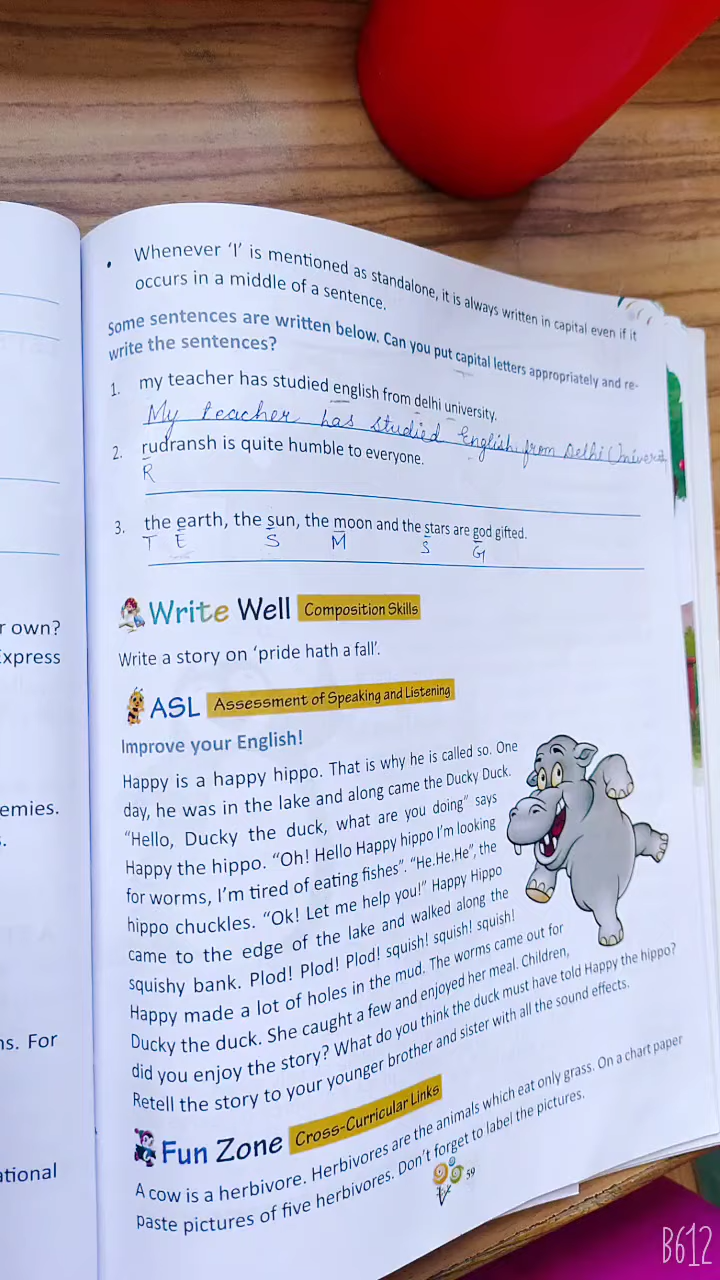 • Whenever 'I' is mentioned as standalone, it is always written in capital even if it
occurs in a middle of a sentence.
Some sentences are written below. Can you put capital letters appropriately and re-
write the sentences?
1. my teacher has studied english from delhi university.
My teacher has studied English from Delhi
2. rudransh is quite humble to everyone.
R
3. the earth, the sun, the moon and the stars are god gifted.
T E S M S G
Write Well Composition Skills
Write a story on 'pride hath a fall'.
ASL Assessment of Speaking and Listening
Improve your English!
Happy is a happy hippo. That is why he is called so. One
day, he was in the lake and along came the Ducky Duck.
"Hello, Ducky the duck, what are you doing" says
Happy the hippo. "Oh! Hello Happy hippo I'm looking
for worms, I'm tired of eating fishes". "He.He.He", the
hippo chuckles. "Ok! Let me help you!" Happy Hippo
came to the edge of the lake and walked along the
squishy bank. Plod! Plod! Plod! squish! squish! squish!
Happy made a lot of holes in the mud. The worms came out for
Ducky the duck. She caught a few and enjoyed her meal. Children,
did you enjoy the story? What do you think the duck must have told Happy the hippo?
Retell the story to your younger brother and sister with all the sound effects.
Fun Zone Cross-Curricular Links
A cow is a herbivore. Herbivores are the animals which eat only grass. On a chart paper
paste pictures of five herbivores. Don't forget to label the pictures.
59
r own?
Express
emies.
s. For
ational
B612